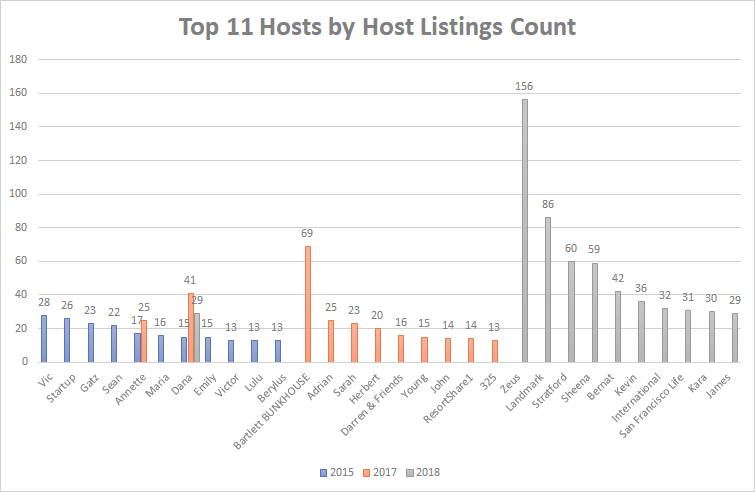 Top 11 Hosts by Host Listings Count
180
160
140
120
100
80
60
40
20
0
28
26
23
22
17
25
16
15
41
29
15
13
13
13
69
25
23
20
16
15
14
14
13
156
86
60
59
42
36
32
31
30
29
Vic
Startup
Gatz
Sean
Annette
Maria
Dana
Emily
Victor
Lulu
Berylus
Bartlett BUNKHOUSE
Adrian
Sarah
Herbert
Darren & Friends
Young
John
ResortShare1
325
Zeus
Landmark
Stratford
Sheena
Bernat
Kevin
International
San Francisco Life
Kara
James
2015 2017 2018